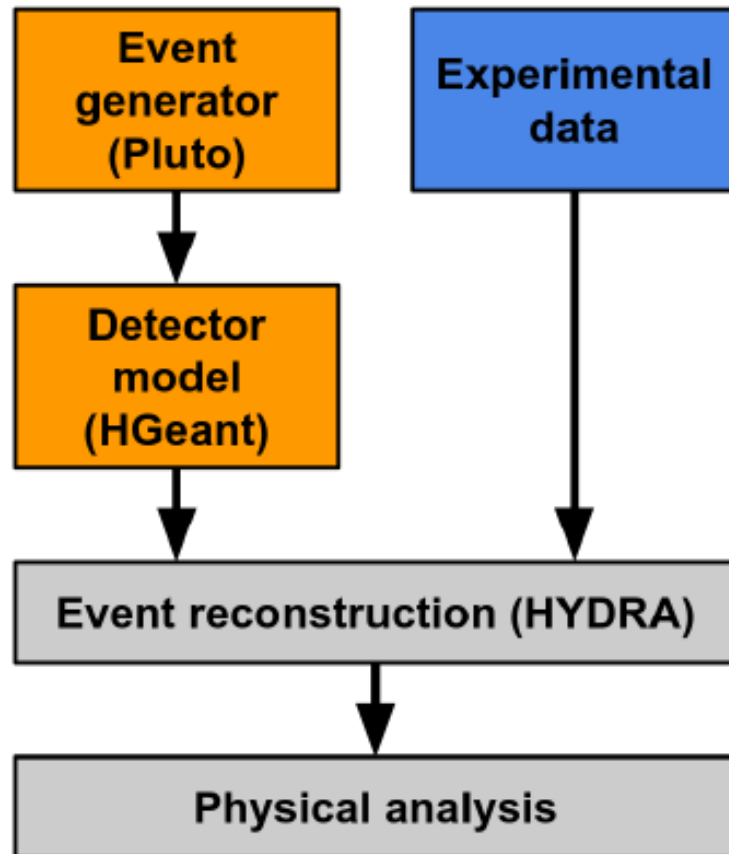 Event
generator
(Pluto)
Experimental
data
Detector
model
(HGeant)
Event reconstruction (HYDRA)
Physical analysis